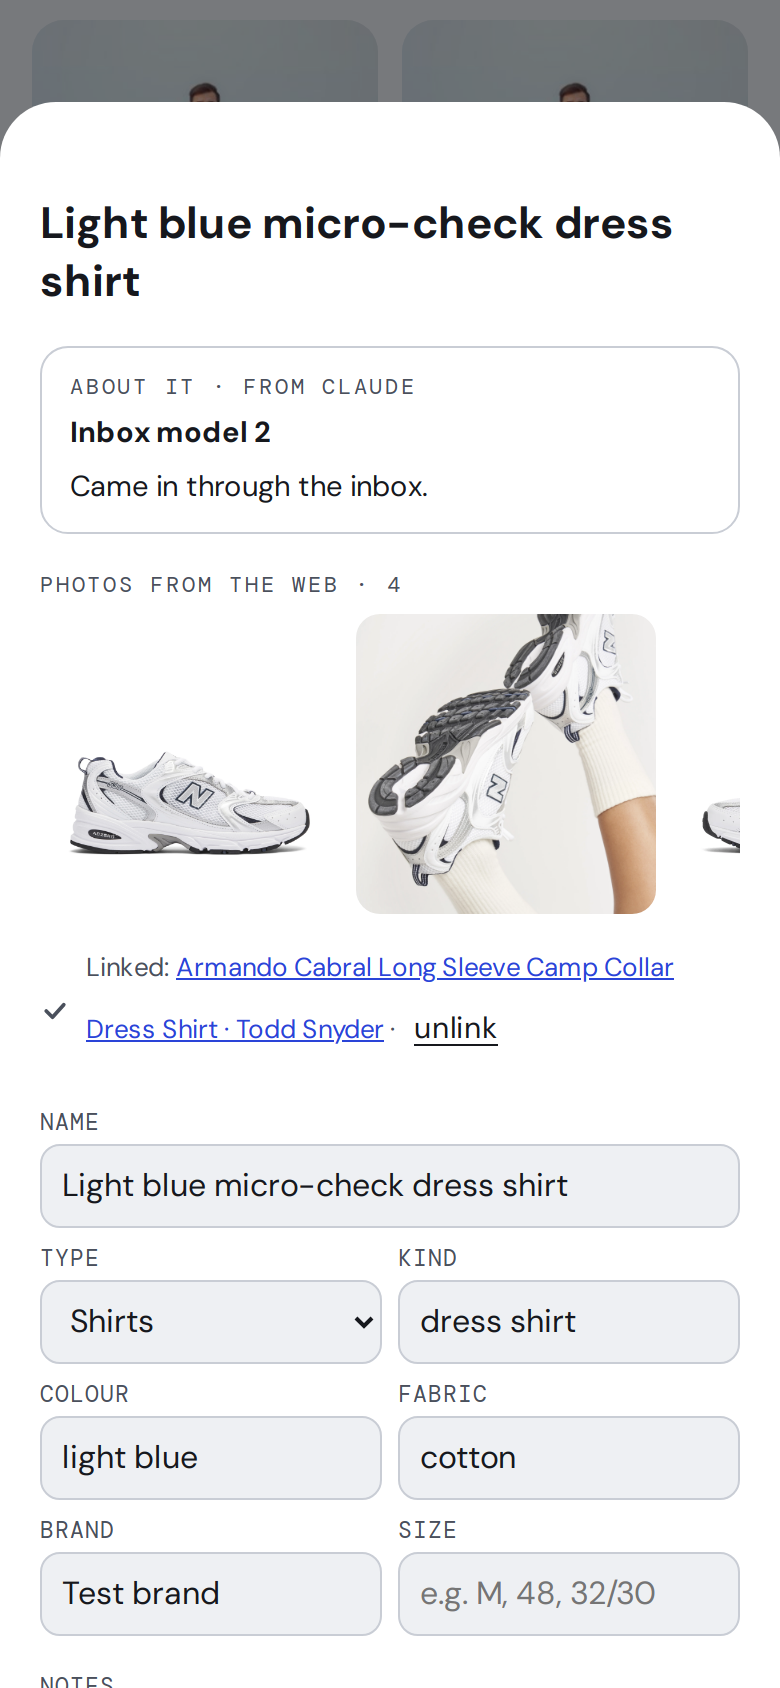 Light blue micro-check dress
shirt
ABOUT IT · FROM CLAUDE
Inbox model 2
Came in through the inbox.
PHOTOS FROM THE WEB · 4
N
N
N
Linked: Armando Cabral Long Sleeve Camp Collar
Dress Shirt · Todd Snyder · unlink
NAME
Light blue micro-check dress shirt
TYPE
KIND
Shirts
dress shirt
COLOUR
FABRIC
light blue
cotton
BRAND
SIZE
Test brand
e.g. M, 48, 32/30
NOTES